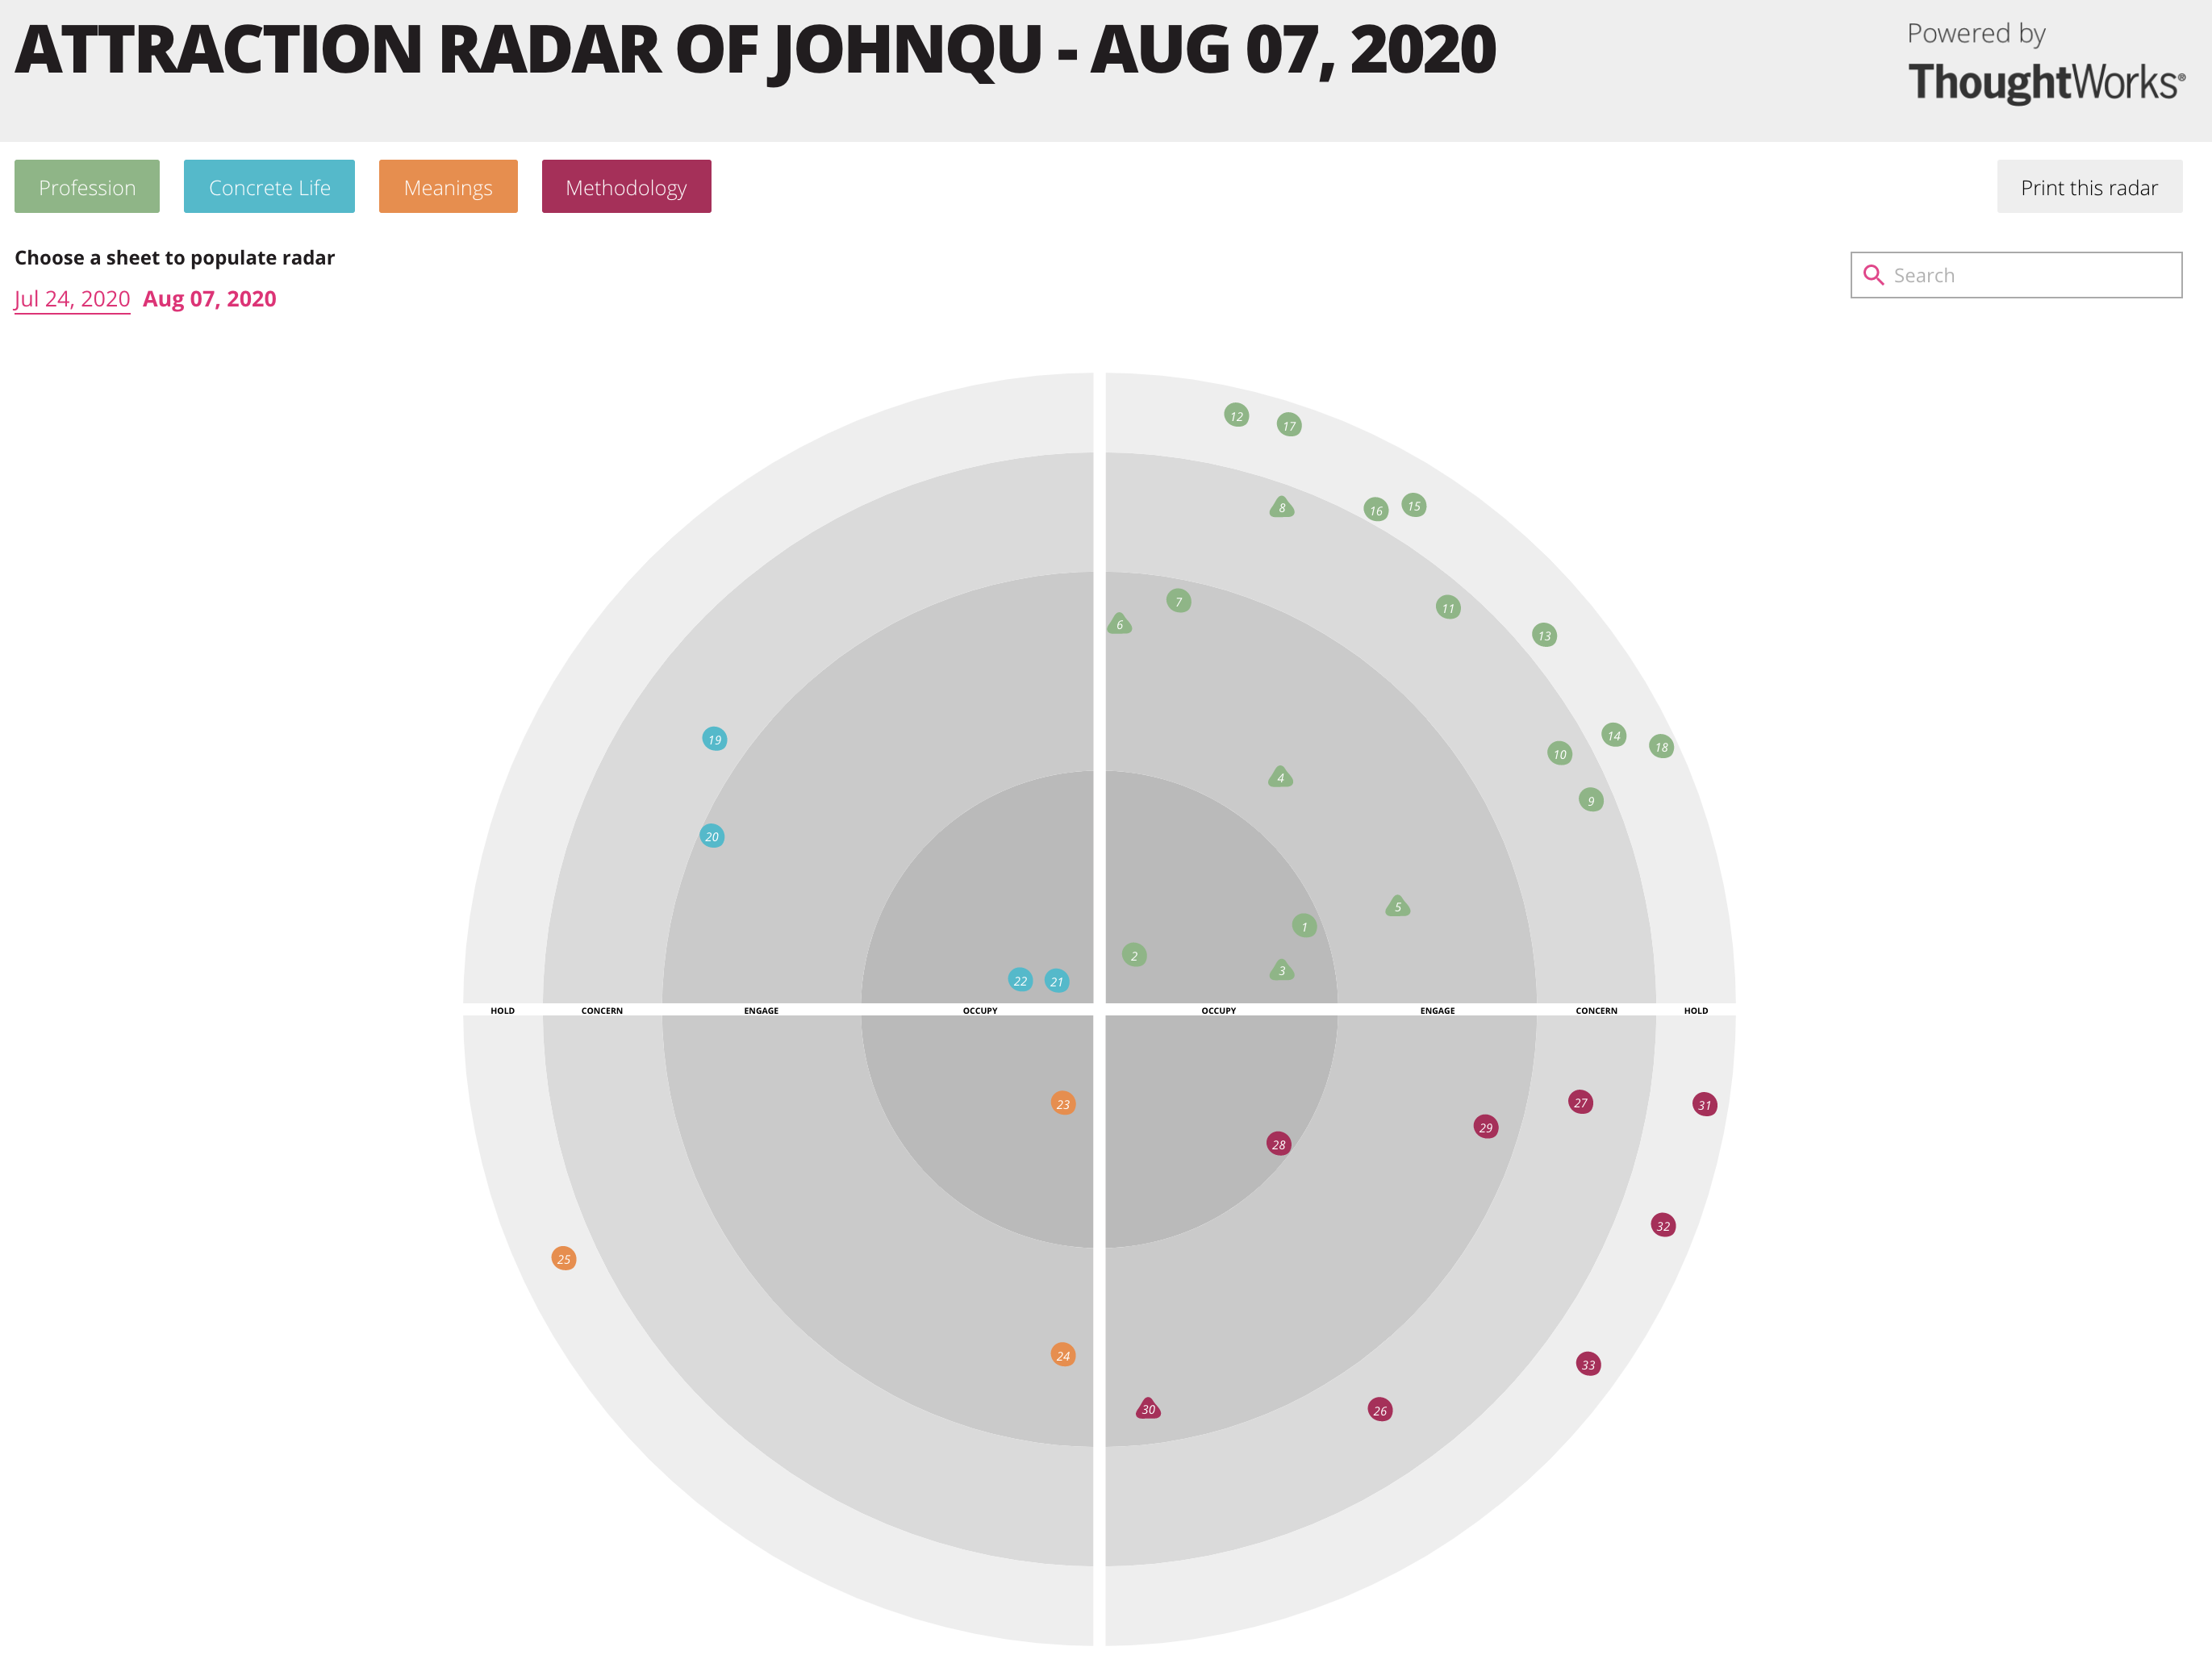 ATTRACTION RADAR OF JOHNQU - AUG 07, 2020
Powered by
ThoughtWorks®
Profession
Concrete Life
Meanings
Methodology
Print this radar
Choose a sheet to populate radar
Search
Jul 24, 2020 Aug 07, 2020
12
17
8
16
15
7
6
11
13
19
14
18
10
4
9
20
5
1
2
3
22
21
HOLD CONCERN ENGAGE OCCUPY OCCUPY ENGAGE CONCERN HOLD
23
27
31
29
28
32
25
24
33
30
26